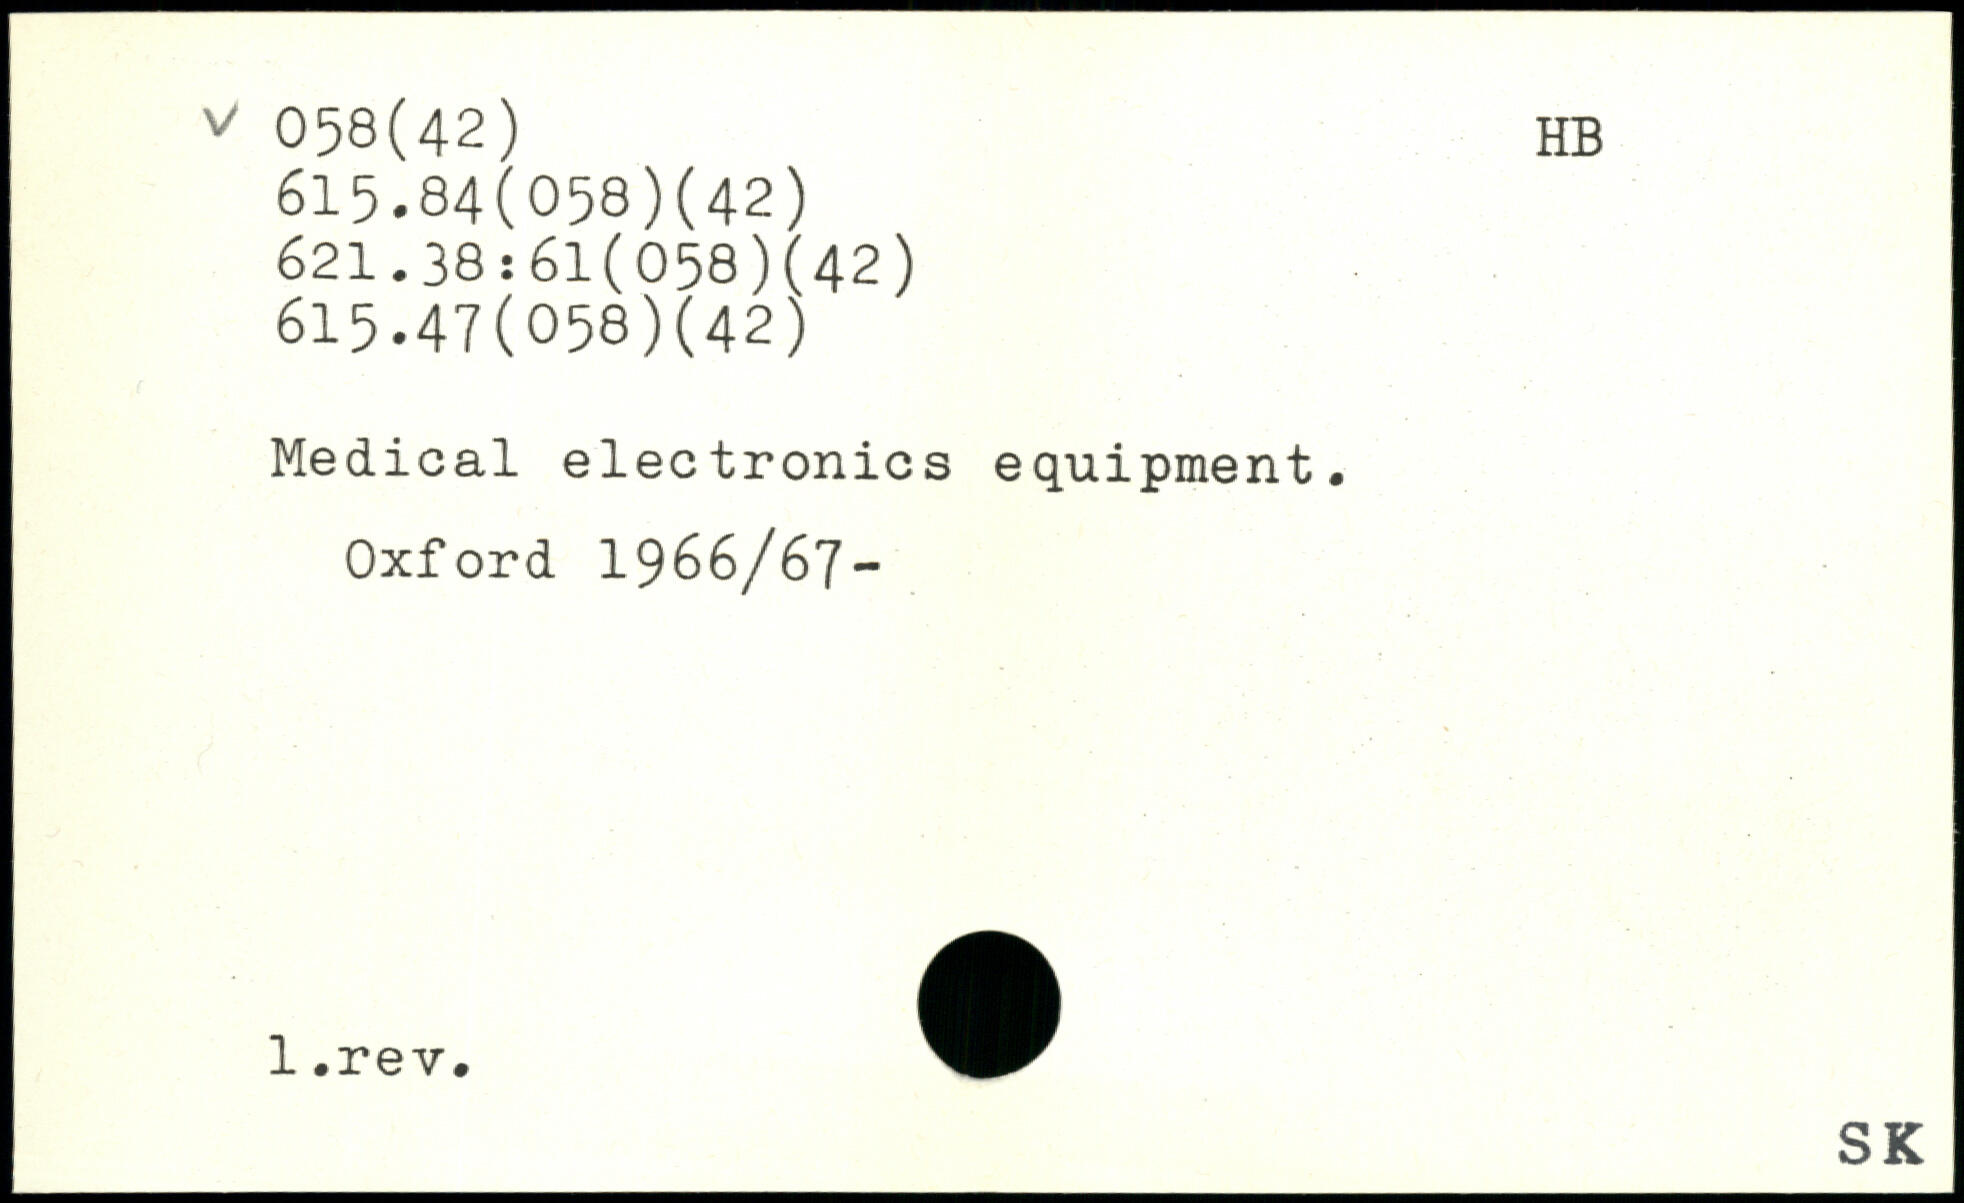 ✓ 058(42) HB
615.84(058)(42)
621.38:61(058)(42)
615.47(058)(42)
Medical electronics equipment.
Oxford 1966/67-
1.rev.
SK